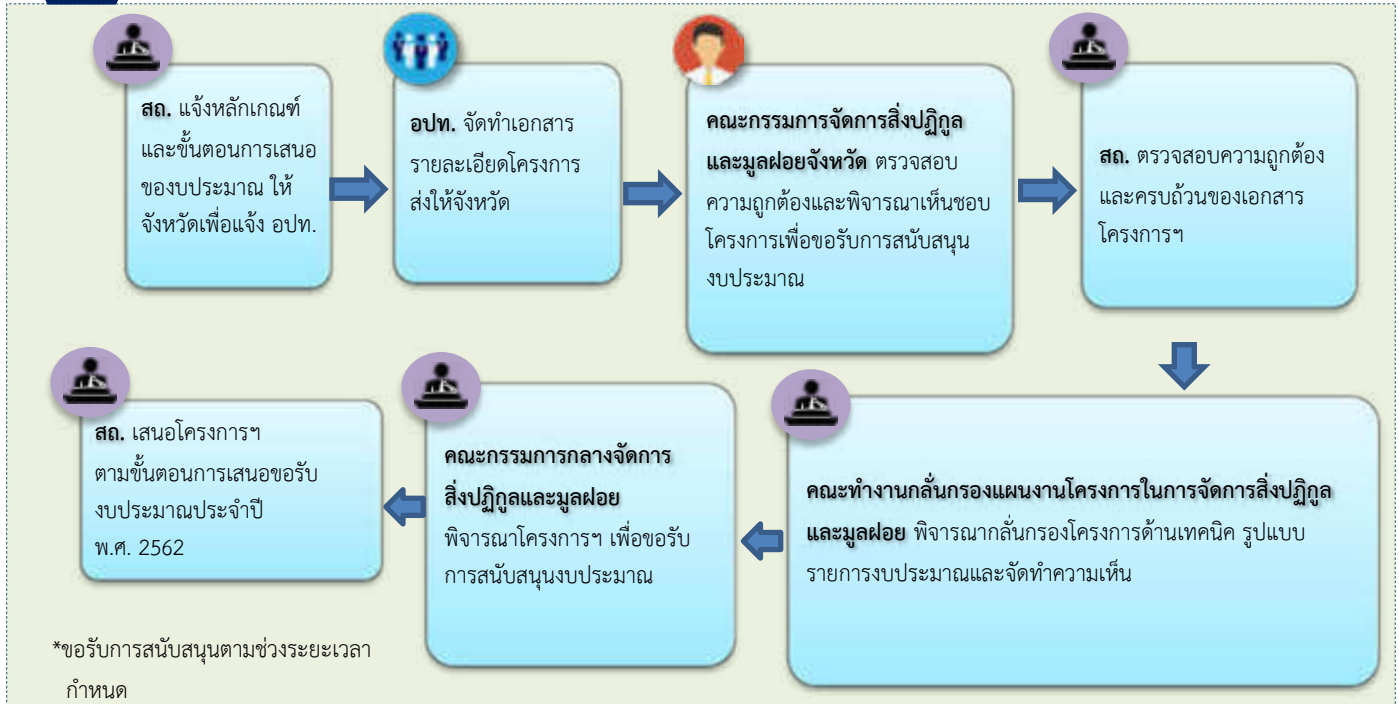 สถ. แจ้งหลักเกณฑ์
และขั้นตอนการเสนอ
ของบประมาณ ให้
จังหวัดเพื่อแจ้ง อปท.
อปท. จัดทำเอกสาร
รายละเอียดโครงการ
ส่งให้จังหวัด
คณะกรรมการจัดการสิ่งปฏิกูล
และมูลฝอยจังหวัด ตรวจสอบ
ความถูกต้องและพิจารณาเห็นชอบ
โครงการเพื่อขอรับการสนับสนุน
งบประมาณ
สถ. ตรวจสอบความถูกต้อง
และครบถ้วนของเอกสาร
โครงการฯ
คณะทำงานกลั่นกรองแผนงานโครงการในการจัดการสิ่งปฏิกูล
และมูลฝอย พิจารณากลั่นกรองโครงการด้านเทคนิค รูปแบบ
รายการงบประมาณและจัดทำความเห็น
คณะกรรมการกลางจัดการ
สิ่งปฏิกูลและมูลฝอย
พิจารณาโครงการฯ เพื่อขอรับ
การสนับสนุนงบประมาณ
สถ. เสนอโครงการฯ
ตามขั้นตอนการเสนอขอรับ
งบประมาณประจำปี
พ.ศ. 2562
*ขอรับการสนับสนุนตามช่วงระยะเวลา
กำหนด